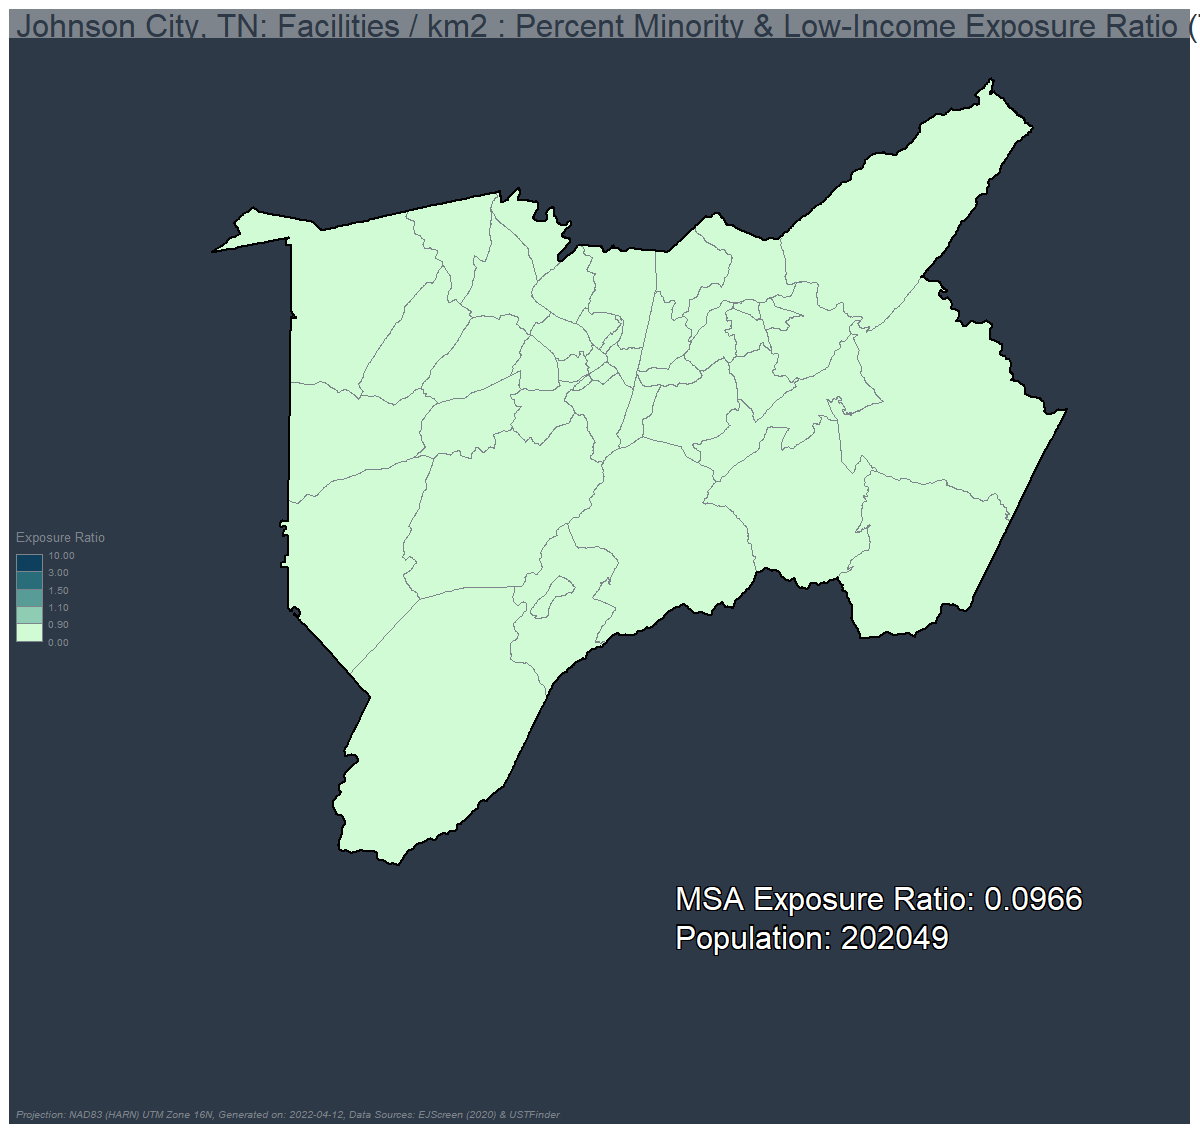 Johnson City, TN: Facilities / km2 : Percent Minority & Low-Income Exposure Ratio (
Exposure Ratio
10.00
3.00
1.50
1.10
0.90
0.00
MSA Exposure Ratio: 0.0966
Population: 202049
Projection: NAD83 (HARN) UTM Zone 16N, Generated on: 2022-04-12, Data Sources: EJScreen (2020) & USTFinder